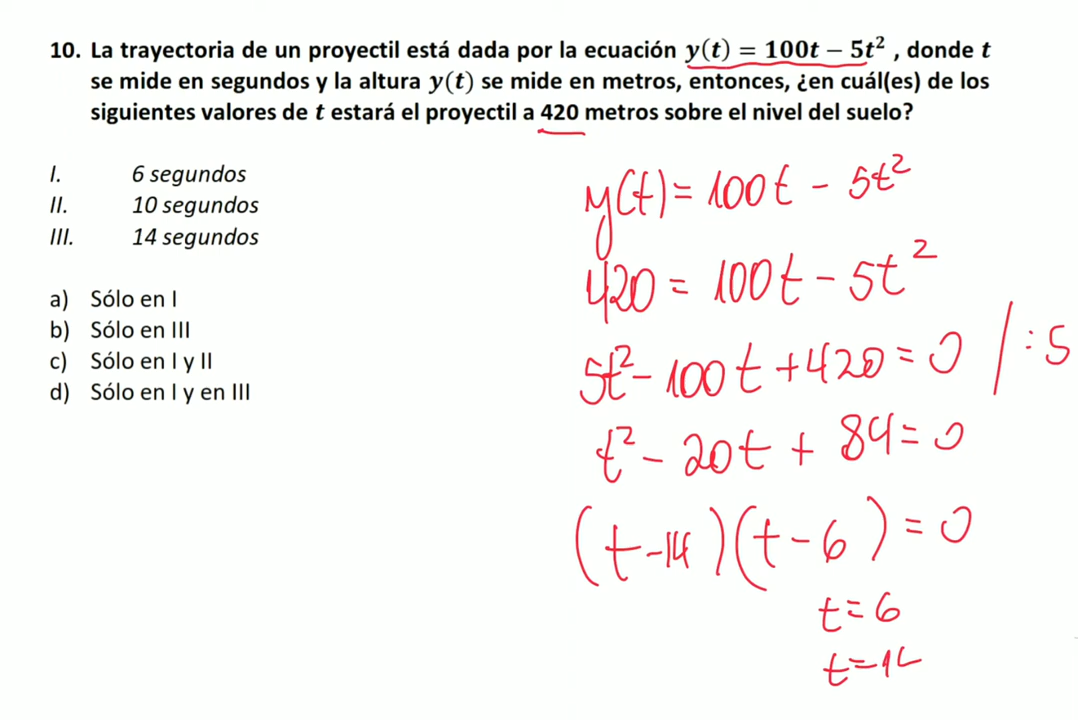 10. La trayectoria de un proyectil está dada por la ecuación y(t) = 100t − 5t² , donde t
se mide en segundos y la altura y(t) se mide en metros, entonces, ¿en cuál(es) de los
siguientes valores de t estará el proyectil a 420 metros sobre el nivel del suelo?
I. 6 segundos
II. 10 segundos
III. 14 segundos
a) Sólo en I
b) Sólo en III
c) Sólo en I y II
d) Sólo en I y en III
y(t) = 100t - 5t²
420 = 100t - 5t²
5t² - 100t + 420 = 0 / : 5
t² - 20t + 84 = 0
(t - 14)(t - 6) = 0
t = 6
t = 14